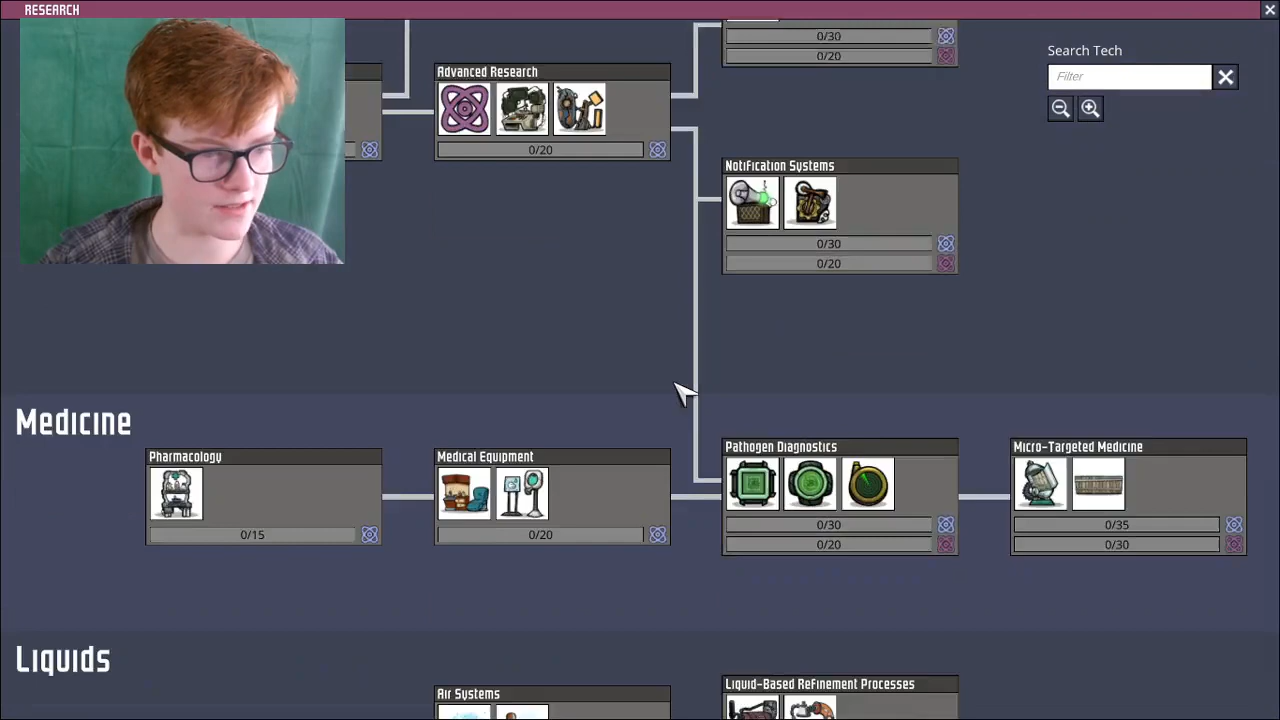 RESEARCH
Search Tech
Filter
0/30
0/20
Advanced Research
0/20
Notification Systems
0/30
0/20
Medicine
Pharmacology
0/15
Medical Equipment
0/20
Pathogen Diagnostics
0/30
0/20
Micro-Targeted Medicine
0/35
0/30
Liquids
Air Systems
Liquid-Based Refinement Processes